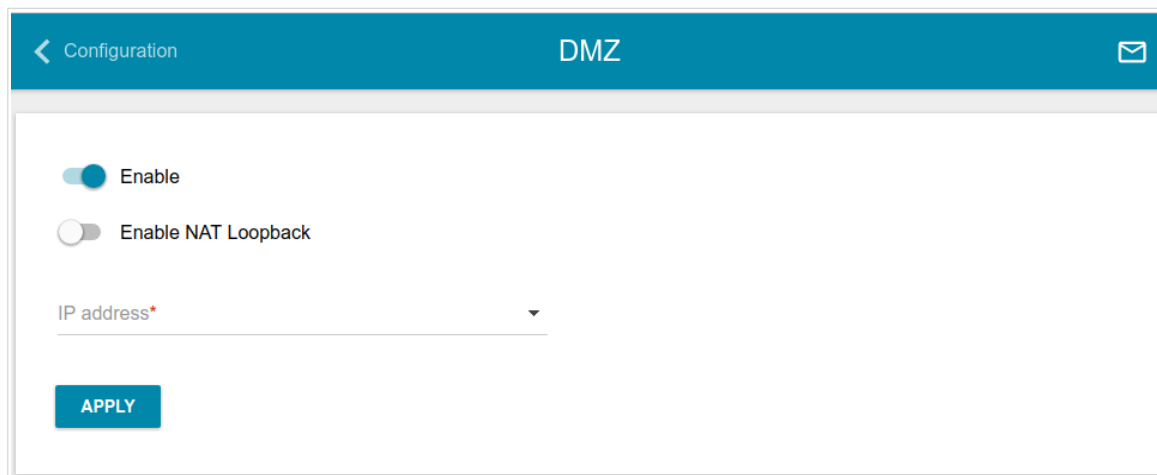 Configuration
DMZ
Enable
Enable NAT Loopback
IP address*
APPLY